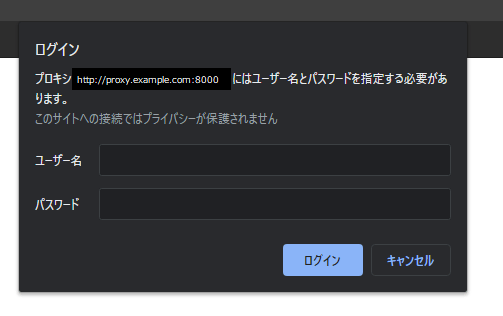 ログイン
プロキシ http://proxy.example.com:8000 にはユーザー名とパスワードを指定する必要があ
ります。
このサイトへの接続ではプライバシーが保護されません
ユーザー名
パスワード
ログイン キャンセル